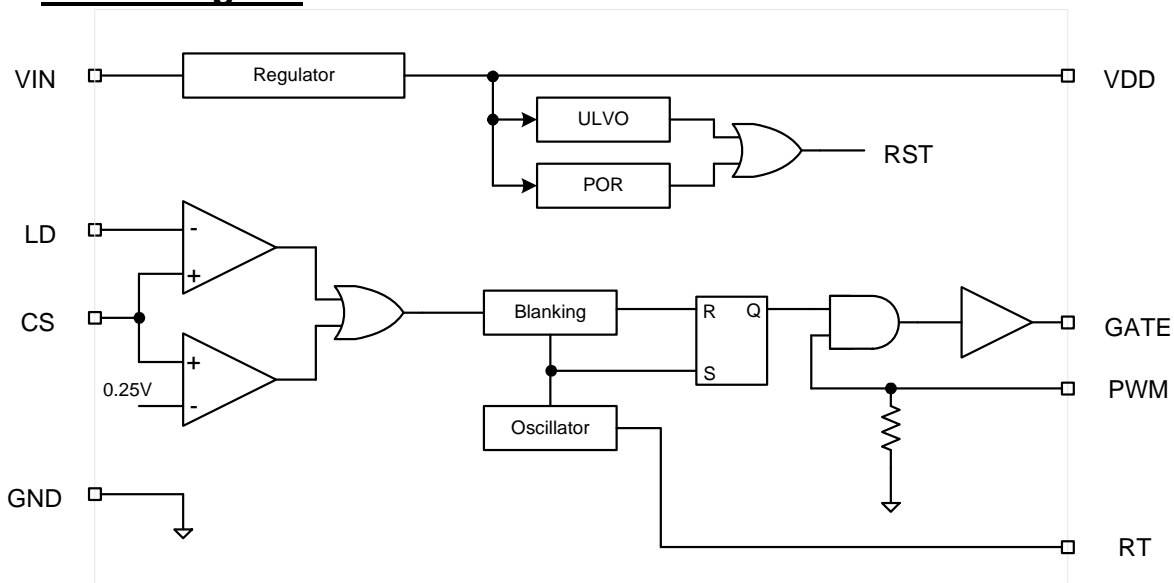 VIN
Regulator
VDD
ULVO
POR
RST
LD
-
+
CS
+
0.25V
-
Blanking
R
Q
S
Oscillator
GATE
PWM
GND
RT